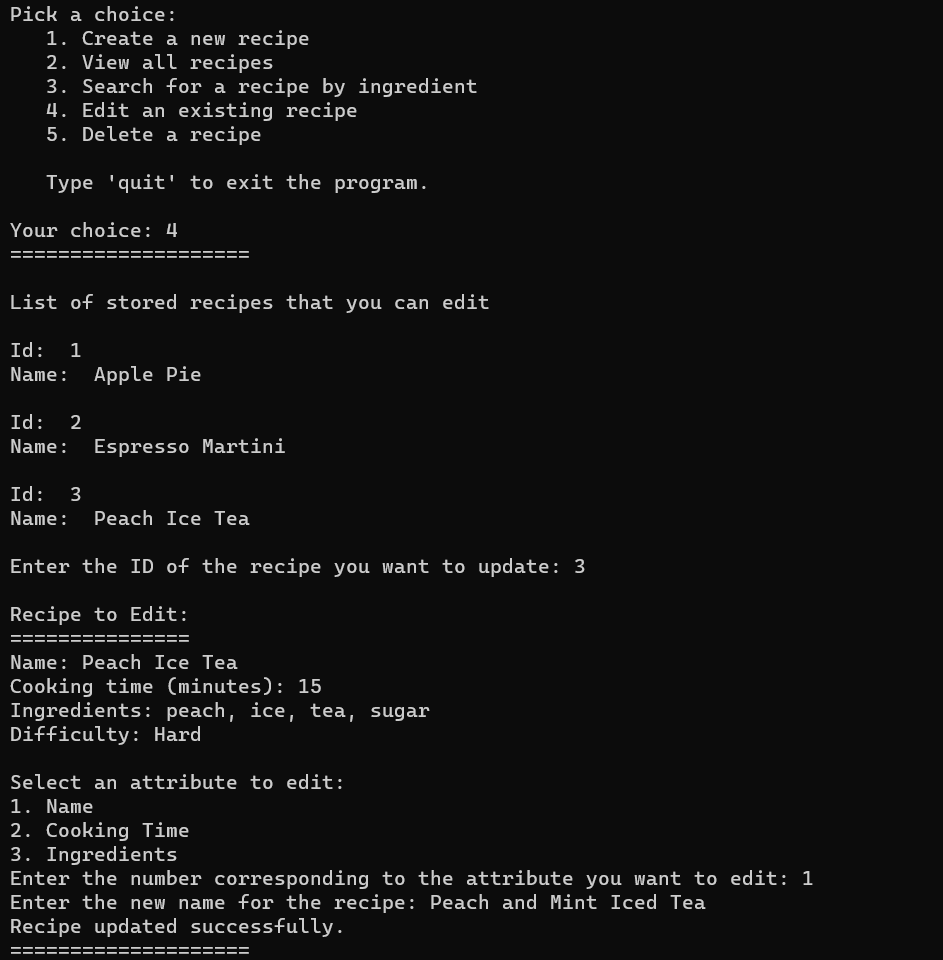 Pick a choice:
   1. Create a new recipe
   2. View all recipes
   3. Search for a recipe by ingredient
   4. Edit an existing recipe
   5. Delete a recipe

   Type 'quit' to exit the program.

Your choice: 4
====================

List of stored recipes that you can edit

Id:  1
Name:  Apple Pie

Id:  2
Name:  Espresso Martini

Id:  3
Name:  Peach Ice Tea

Enter the ID of the recipe you want to update: 3

Recipe to Edit:
===============
Name: Peach Ice Tea
Cooking time (minutes): 15
Ingredients: peach, ice, tea, sugar
Difficulty: Hard

Select an attribute to edit:
1. Name
2. Cooking Time
3. Ingredients
Enter the number corresponding to the attribute you want to edit: 1
Enter the new name for the recipe: Peach and Mint Iced Tea
Recipe updated successfully.
====================